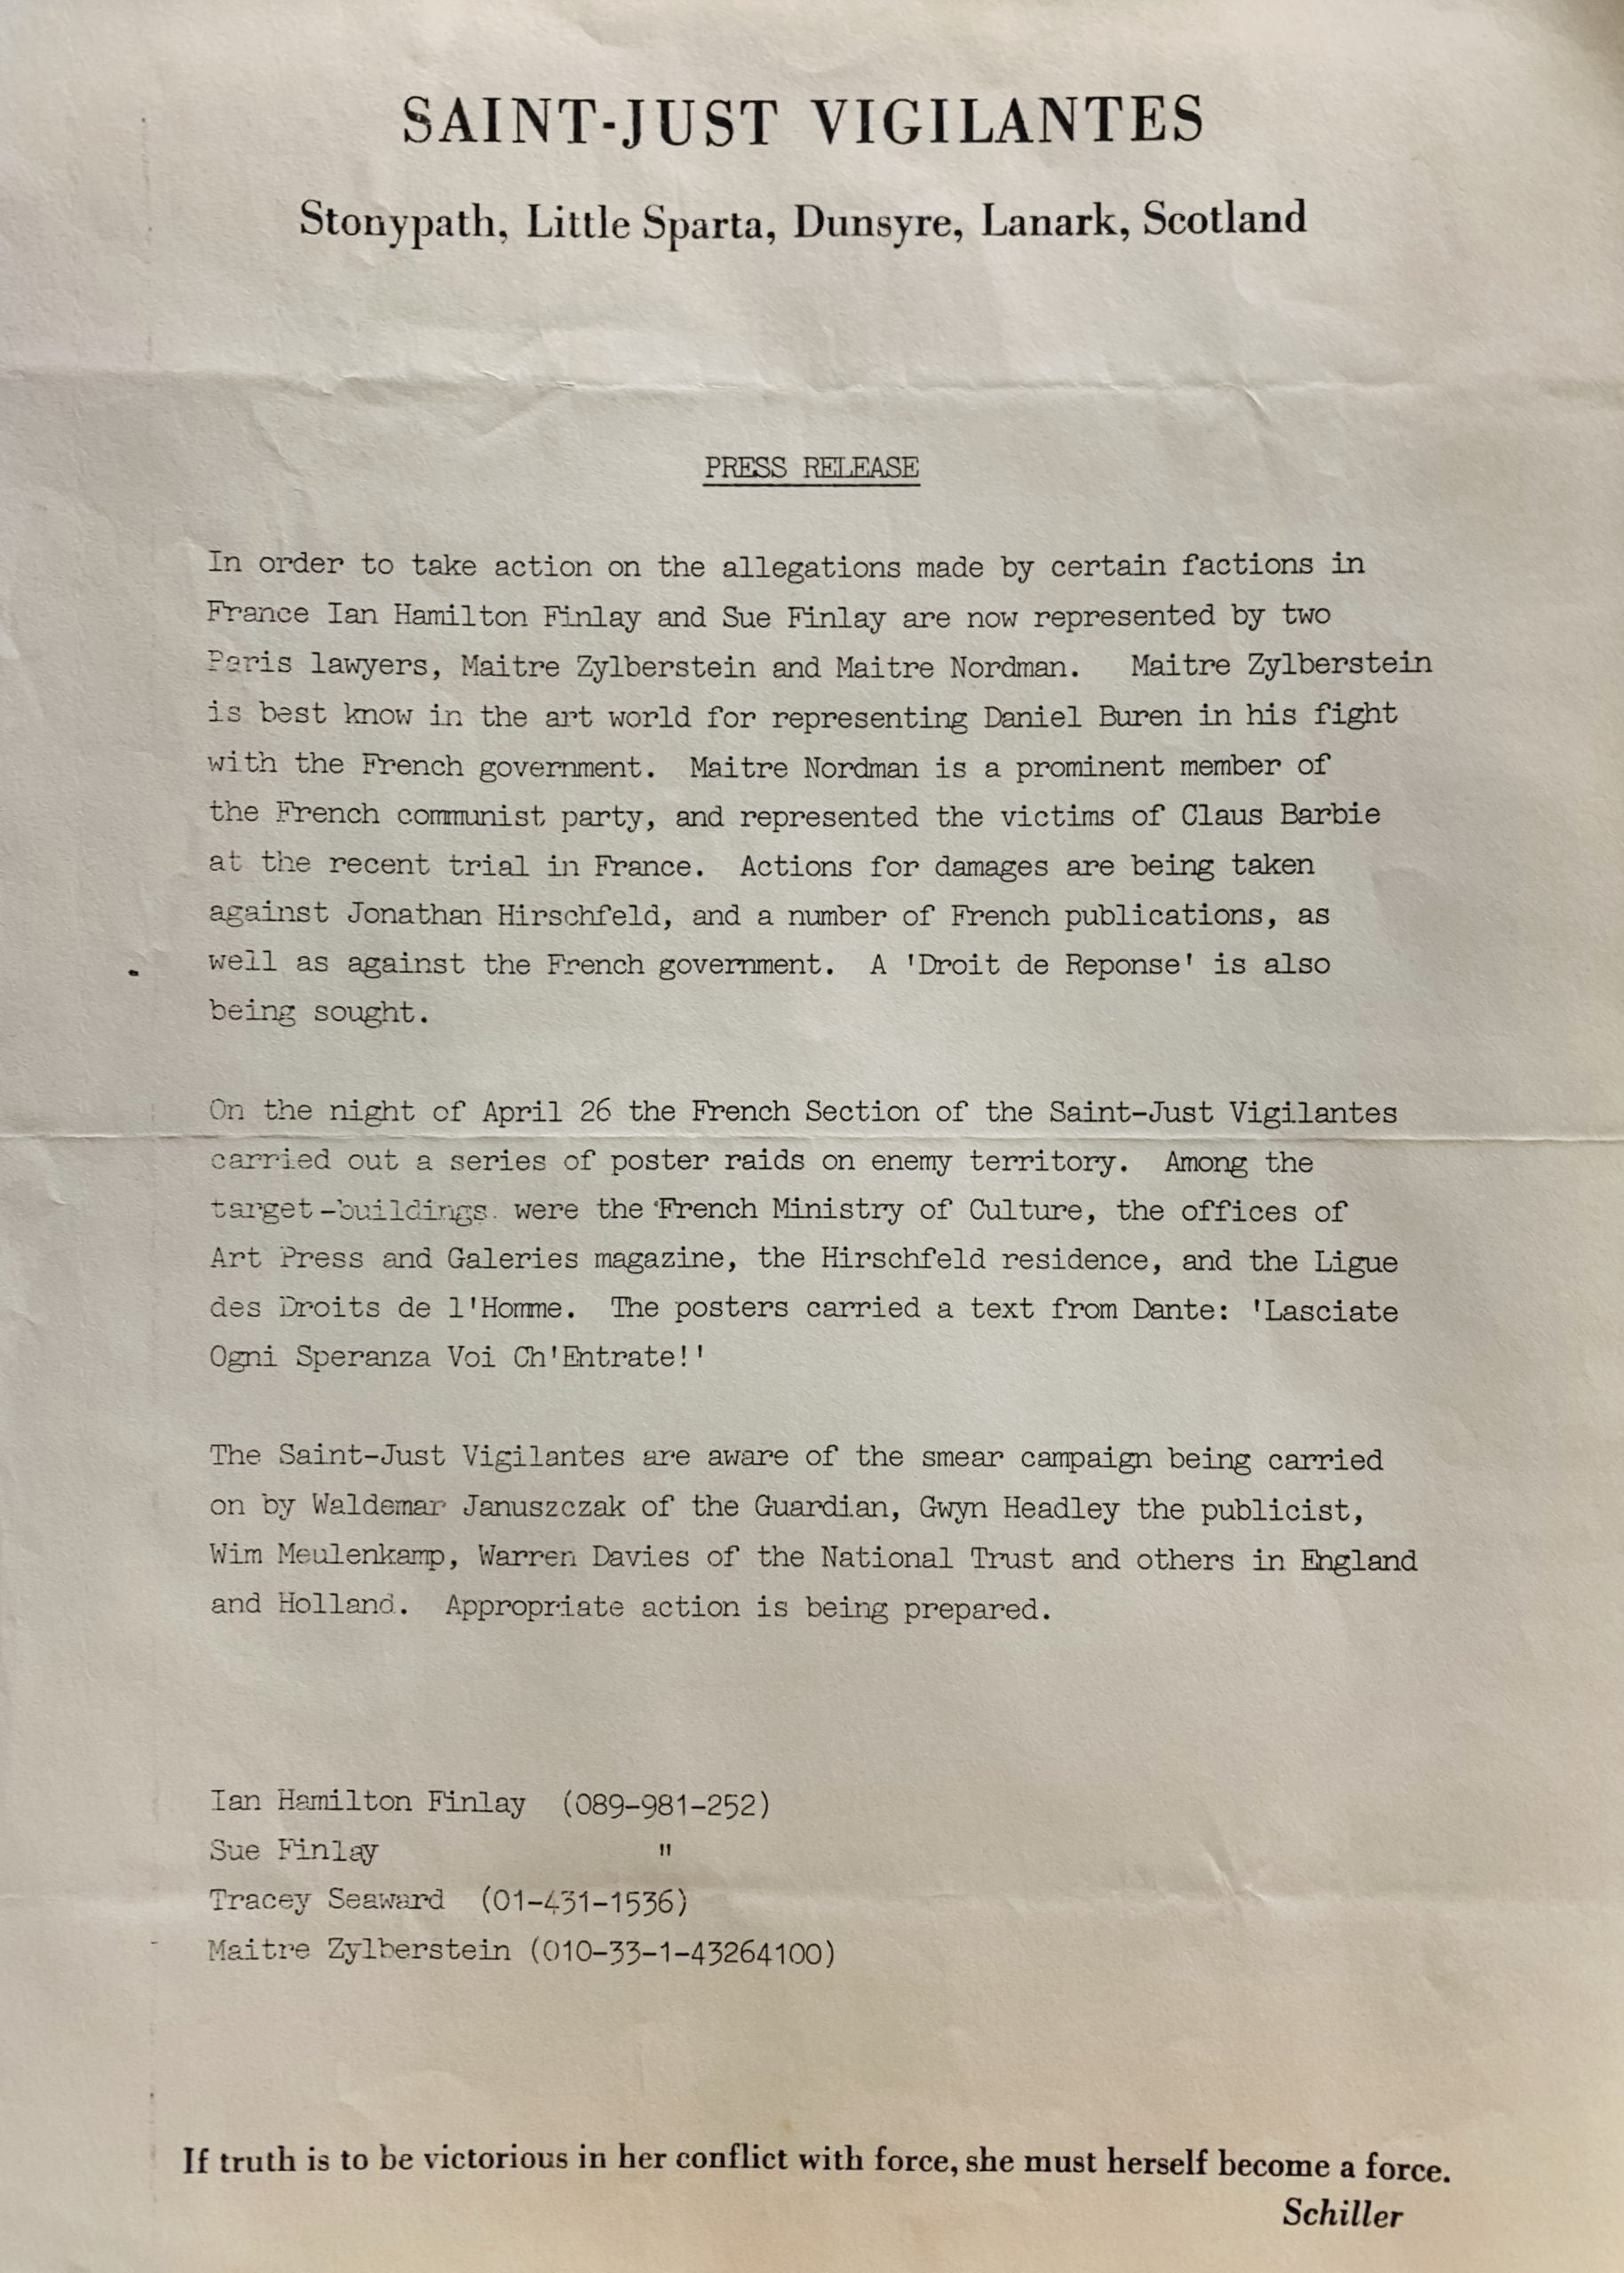 SAINT-JUST VIGILANTES
Stonypath, Little Sparta, Dunsyre, Lanark, Scotland
PRESS RELEASE
In order to take action on the allegations made by certain factions in
France Ian Hamilton Finlay and Sue Finlay are now represented by two
Paris lawyers, Maitre Zylberstein and Maitre Nordman. Maitre Zylberstein
is best know in the art world for representing Daniel Buren in his fight
with the French government. Maitre Nordman is a prominent member of
the French communist party, and represented the victims of Claus Barbie
at the recent trial in France. Actions for damages are being taken
against Jonathan Hirschfeld, and a number of French publications, as
well as against the French government. A 'Droit de Reponse' is also
being sought.
On the night of April 26 the French Section of the Saint-Just Vigilantes
carried out a series of poster raids on enemy territory. Among the
target-buildings were the French Ministry of Culture, the offices of
Art Press and Galeries magazine, the Hirschfeld residence, and the Ligue
des Droits de l'Homme. The posters carried a text from Dante: 'Lasciate
Ogni Speranza Voi Ch'Entrate!'
The Saint-Just Vigilantes are aware of the smear campaign being carried
on by Waldemar Januszczak of the Guardian, Gwyn Headley the publicist,
Wim Meulenkamp, Warren Davies of the National Trust and others in England
and Holland. Appropriate action is being prepared.
Ian Hamilton Finlay (089-981-252)
Sue Finlay "
Tracey Seaward (01-431-1536)
Maitre Zylberstein (010-33-1-43264100)
If truth is to be victorious in her conflict with force, she must herself become a force.
Schiller